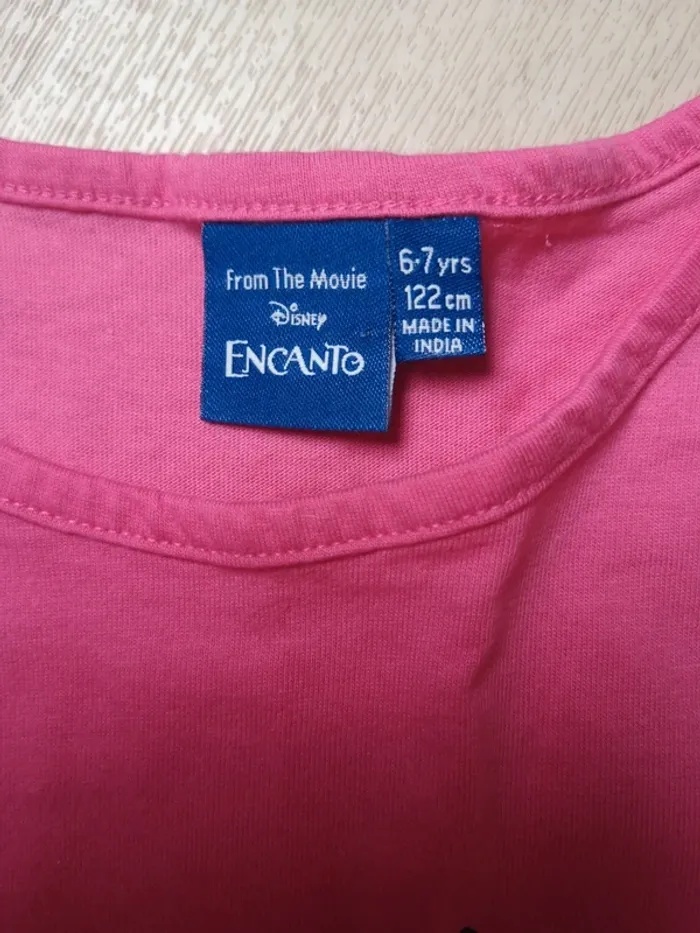 From The Movie
Disney
ENCANTO
6-7 yrs
122 cm
MADE IN
INDIA